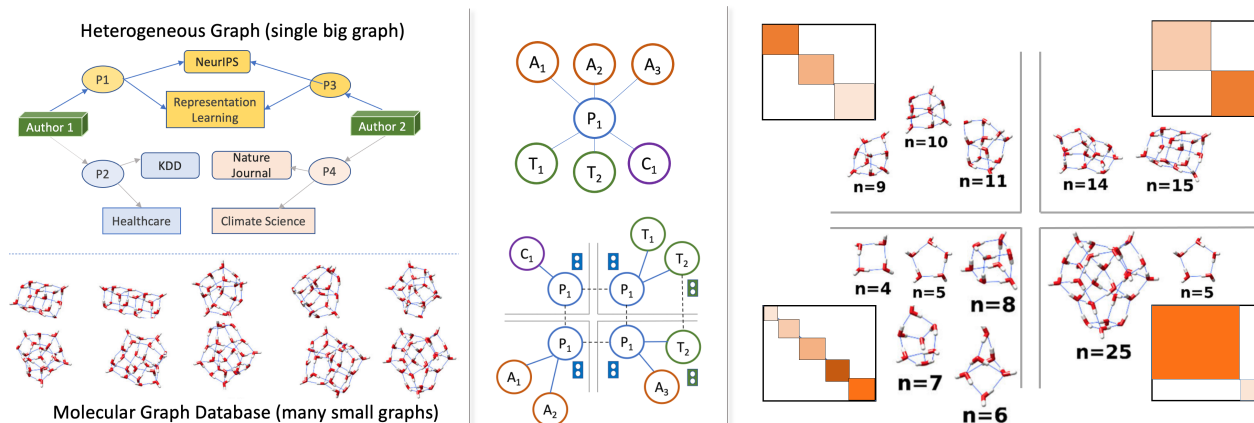 Heterogeneous Graph (single big graph)
NeurIPS
P1
P3
Representation
Learning
Author 1
Author 2
KDD
Nature
Journal
P2
P4
Healthcare
Climate Science
Molecular Graph Database (many small graphs)
A1
A2
A3
P1
T1
T2
C1
C1
T1
T2
P1
P1
P1
P1
T2
A1
A2
A3
n=10
n=9
n=11
n=14
n=15
n=4
n=5
n=8
n=7
n=6
n=5
n=25